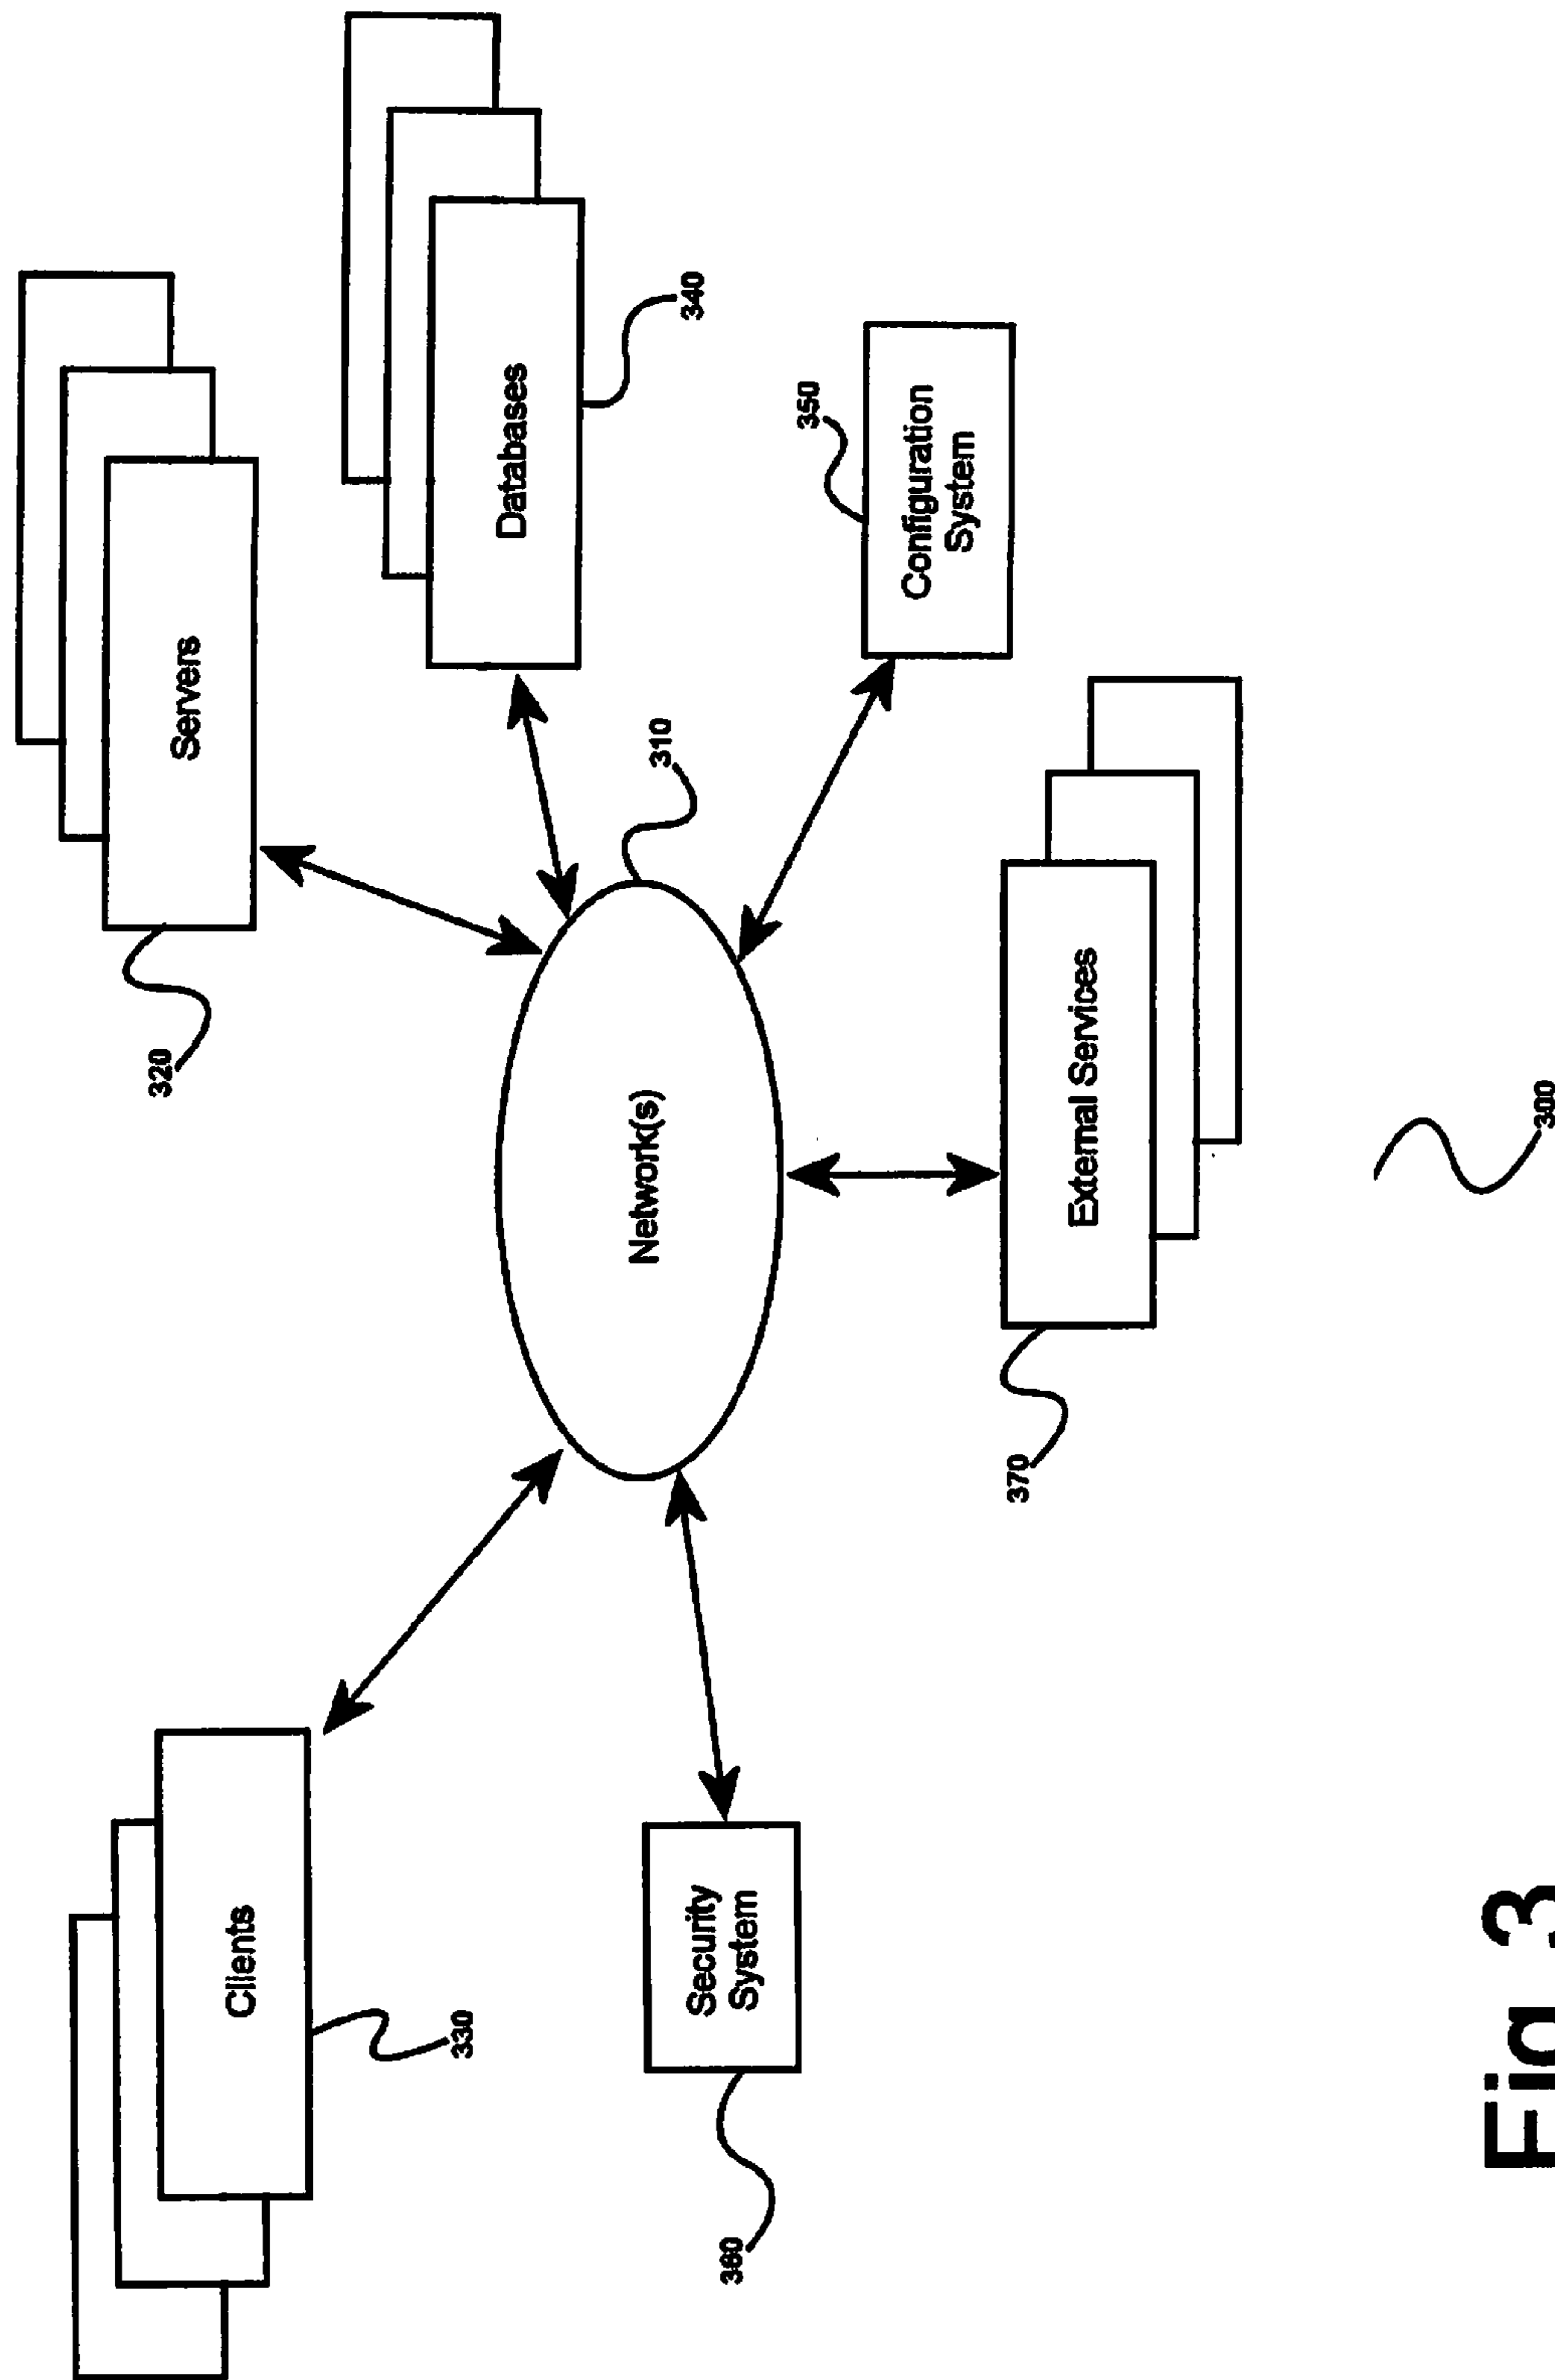 320
Servers
Clients
330
Databases
340
Network(s)
310
Security
System
360
350
Configuration
System
370
External Services
300
Fig. 3